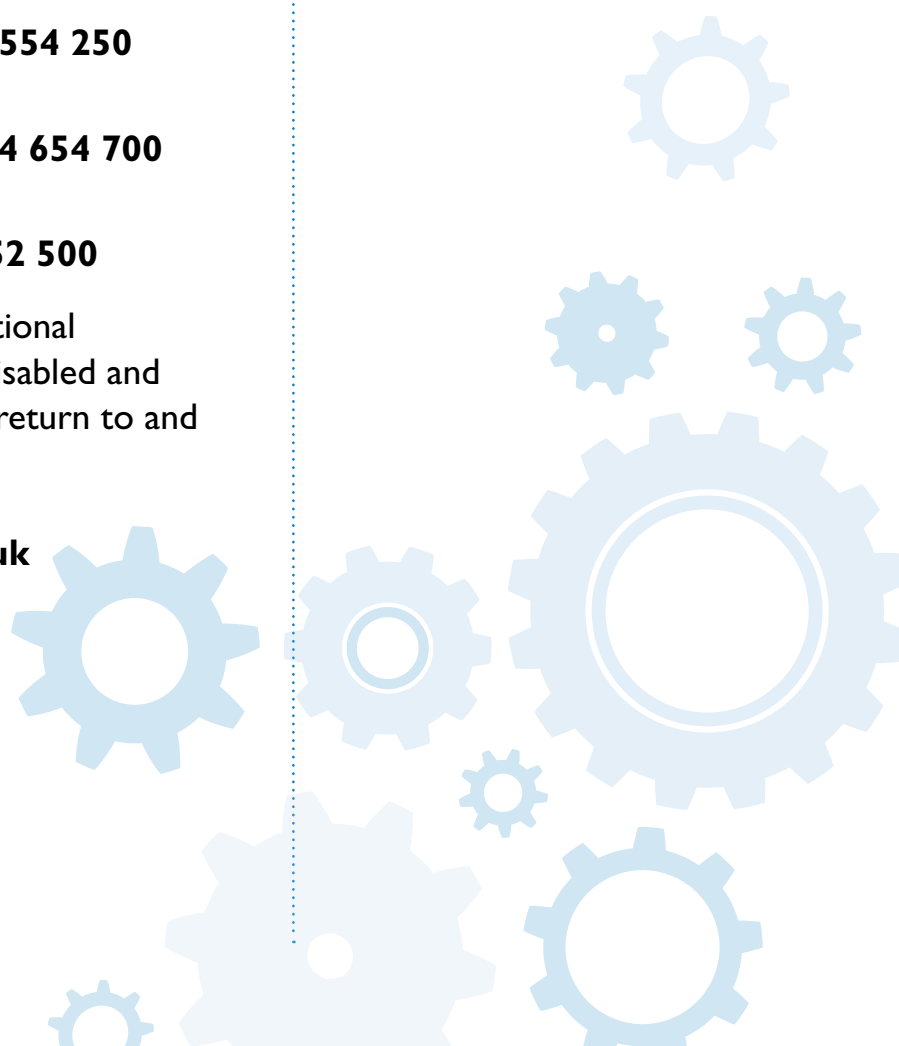 554 250
4 654 700
52 500
tional
isabled and
return to and
uk